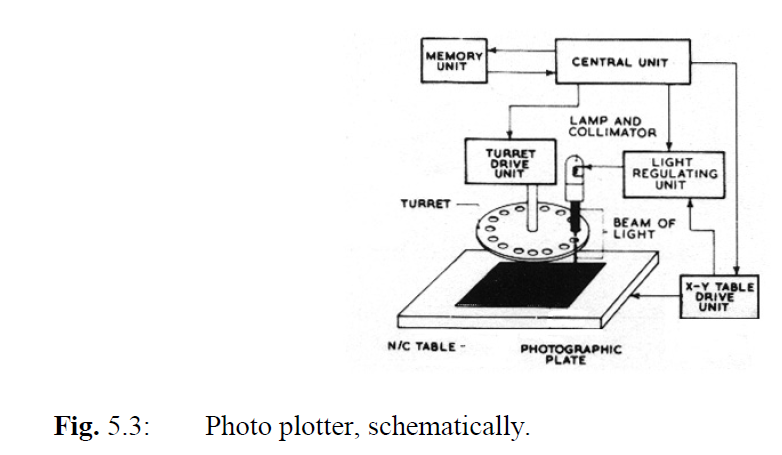 MEMORY
UNIT
CENTRAL UNIT
LAMP AND
COLLIMATOR
TURRET
DRIVE
UNIT
LIGHT
REGULATING
UNIT
TURRET
BEAM OF
LIGHT
X-Y TABLE
DRIVE
UNIT
N/C TABLE -
PHOTOGRAPHIC
PLATE
Fig. 5.3: Photo plotter, schematically.